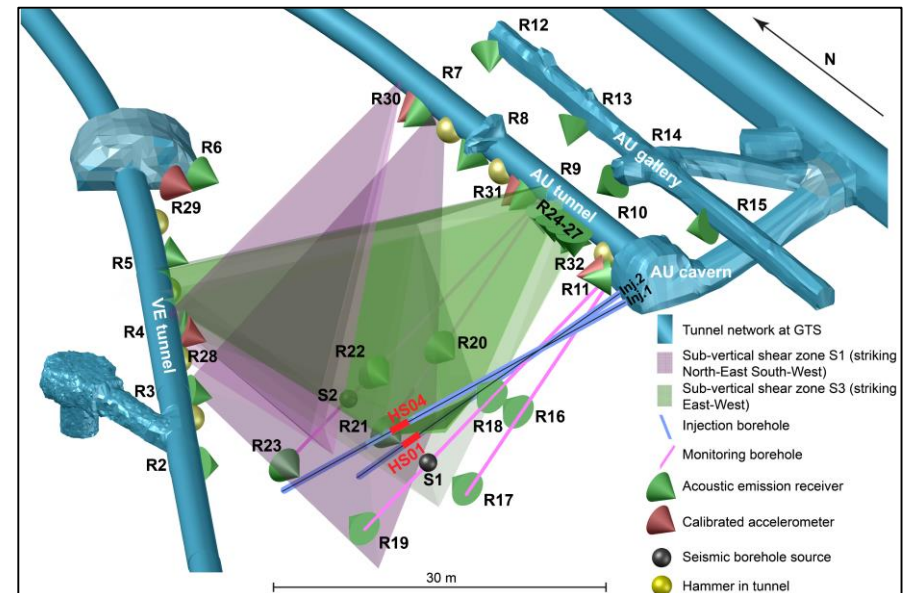 R12
R7
N
R30
R13
R8
R14
R6
AU gallery
R9
R31
AU tunnel
R15
R29
R10
R24-27
R5
R32
AU cavern
R11
Inj.2
Inj.1
VE tunnel
R4
R28
R22
R20
R3
S2
HS04
R18
R16
R21
R23
HS01
R2
S1
R17
R19
30 m
Tunnel network at GTS
Sub-vertical shear zone S1 (striking
North-East South-West)
Sub-vertical shear zone S3 (striking
East-West)
Injection borehole
Monitoring borehole
Acoustic emission receiver
Calibrated accelerometer
Seismic borehole source
Hammer in tunnel